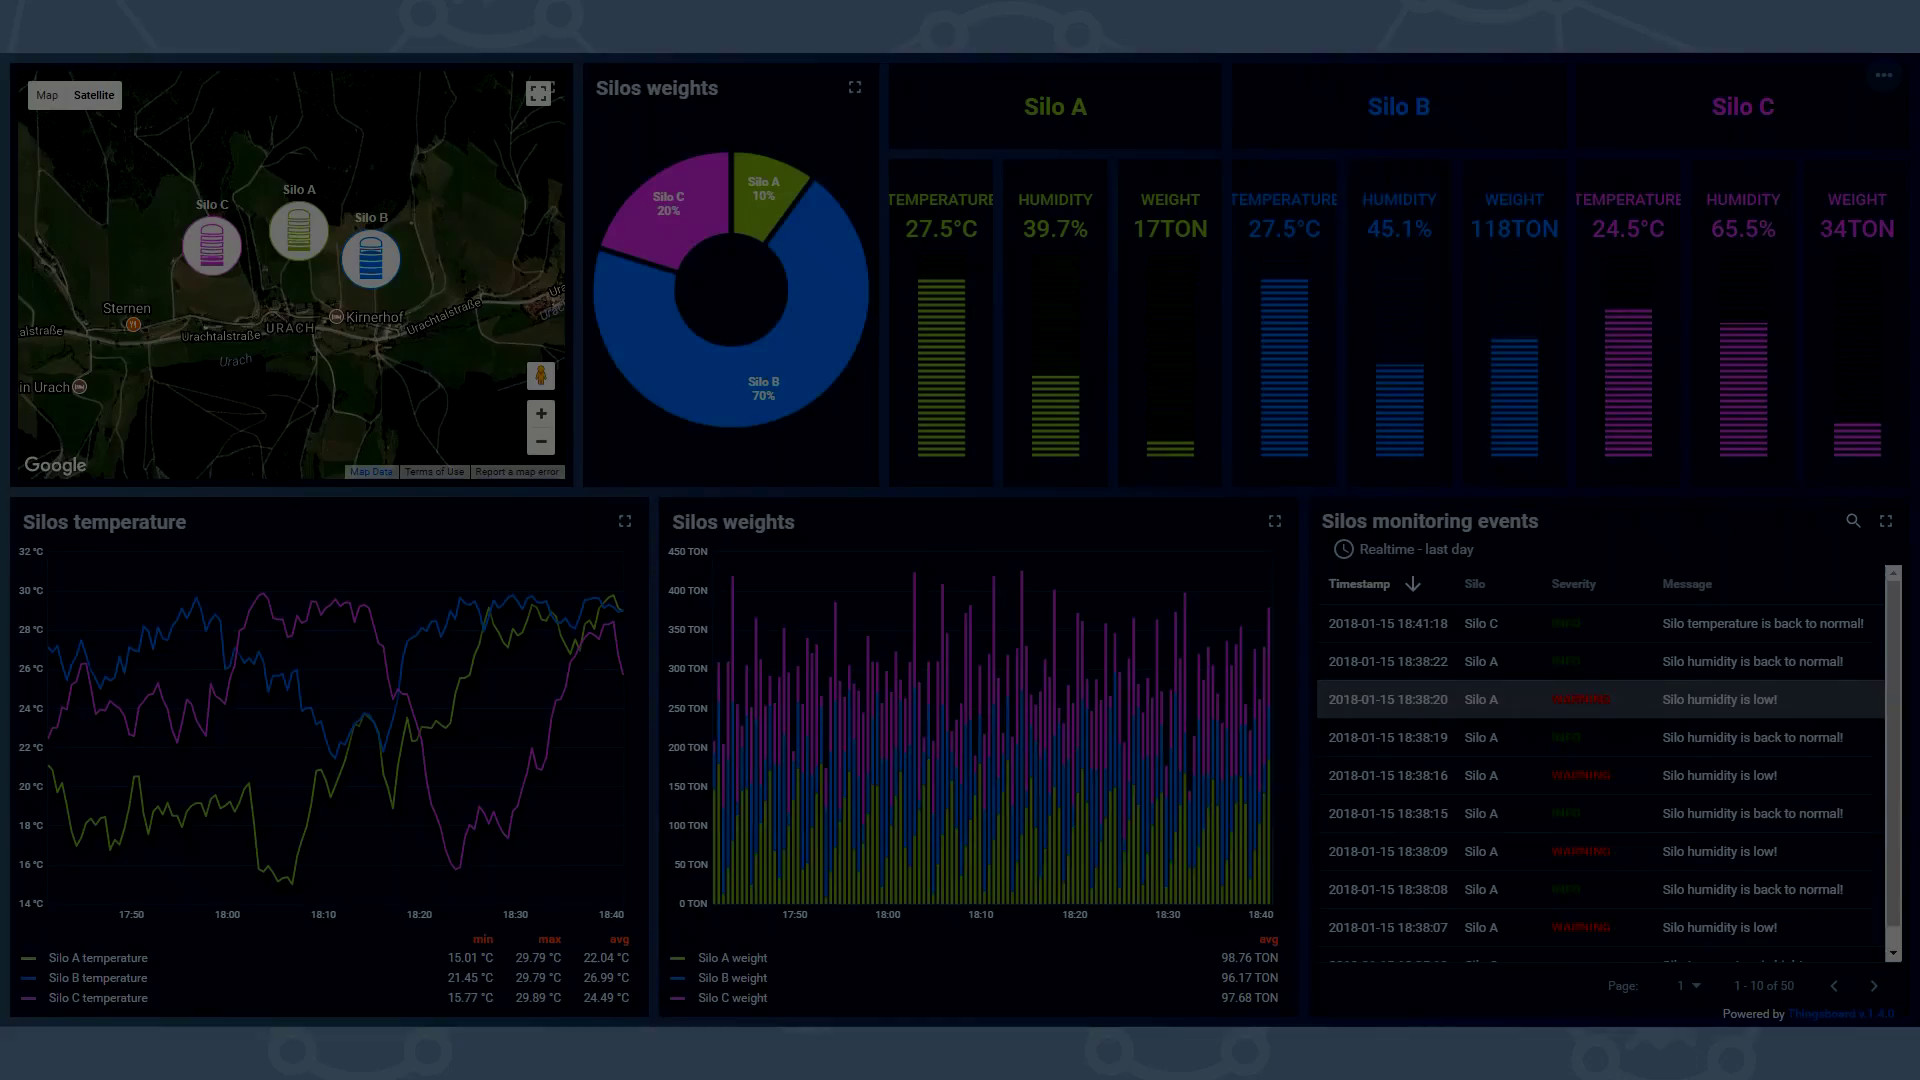 Map Satellite
Silo A
Silo C
Silo B
Sternen
Kirnerhof
alstraße
Urachtalstraße
URACH
Urachtalstraße
Urach
in Urach
Google
Map Data Terms of Use Report a map error
Silos weights
Silo A
10%
Silo C
20%
Silo B
70%
Silo A
TEMPERATURE HUMIDITY WEIGHT
27.5°C 39.7% 17TON
Silo B
TEMPERATURE HUMIDITY WEIGHT
27.5°C 45.1% 118TON
Silo C
TEMPERATURE HUMIDITY WEIGHT
24.5°C 65.5% 34TON
Silos temperature
32 °C
30 °C
28 °C
26 °C
24 °C
22 °C
20 °C
18 °C
16 °C
14 °C
17:50 18:00 18:10 18:20 18:30 18:40
min max avg
Silo A temperature 15.01 °C 29.79 °C 22.04 °C
Silo B temperature 21.45 °C 29.79 °C 26.99 °C
Silo C temperature 15.77 °C 29.89 °C 24.49 °C
Silos weights
450 TON
400 TON
350 TON
300 TON
250 TON
200 TON
150 TON
100 TON
50 TON
0 TON
17:50 18:00 18:10 18:20 18:30 18:40
avg
Silo A weight 98.76 TON
Silo B weight 96.17 TON
Silo C weight 97.68 TON
Silos monitoring events
Realtime - last day
Timestamp Silo Severity Message
2018-01-15 18:41:18 Silo C INFO Silo temperature is back to normal!
2018-01-15 18:38:22 Silo A INFO Silo humidity is back to normal!
2018-01-15 18:38:20 Silo A WARNING Silo humidity is low!
2018-01-15 18:38:19 Silo A INFO Silo humidity is back to normal!
2018-01-15 18:38:16 Silo A WARNING Silo humidity is low!
2018-01-15 18:38:15 Silo A INFO Silo humidity is back to normal!
2018-01-15 18:38:09 Silo A WARNING Silo humidity is low!
2018-01-15 18:38:08 Silo A INFO Silo humidity is back to normal!
2018-01-15 18:38:07 Silo A WARNING Silo humidity is low!
Page: 1 1 - 10 of 50
Powered by Thingsboard v.1.4.0